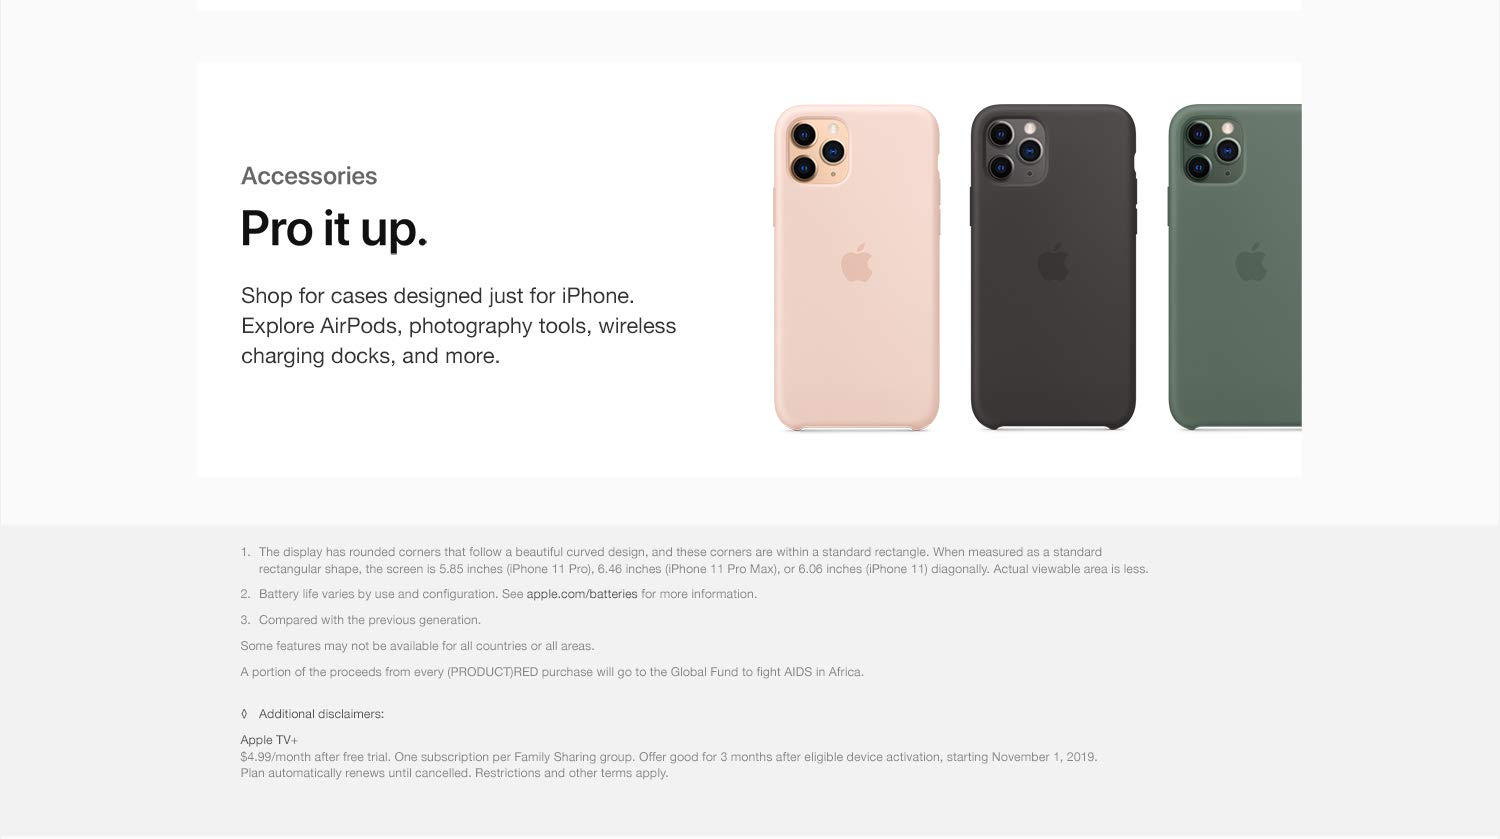 Accessories
Pro it up.
Shop for cases designed just for iPhone.
Explore AirPods, photography tools, wireless
charging docks, and more.
1. The display has rounded corners that follow a beautiful curved design, and these corners are within a standard rectangle. When measured as a standard
rectangular shape, the screen is 5.85 inches (iPhone 11 Pro), 6.46 inches (iPhone 11 Pro Max), or 6.06 inches (iPhone 11) diagonally. Actual viewable area is less.
2. Battery life varies by use and configuration. See apple.com/batteries for more information.
3. Compared with the previous generation.
Some features may not be available for all countries or all areas.
A portion of the proceeds from every (PRODUCT)RED purchase will go to the Global Fund to fight AIDS in Africa.
◊ Additional disclaimers:
Apple TV+
$4.99/month after free trial. One subscription per Family Sharing group. Offer good for 3 months after eligible device activation, starting November 1, 2019.
Plan automatically renews until cancelled. Restrictions and other terms apply.